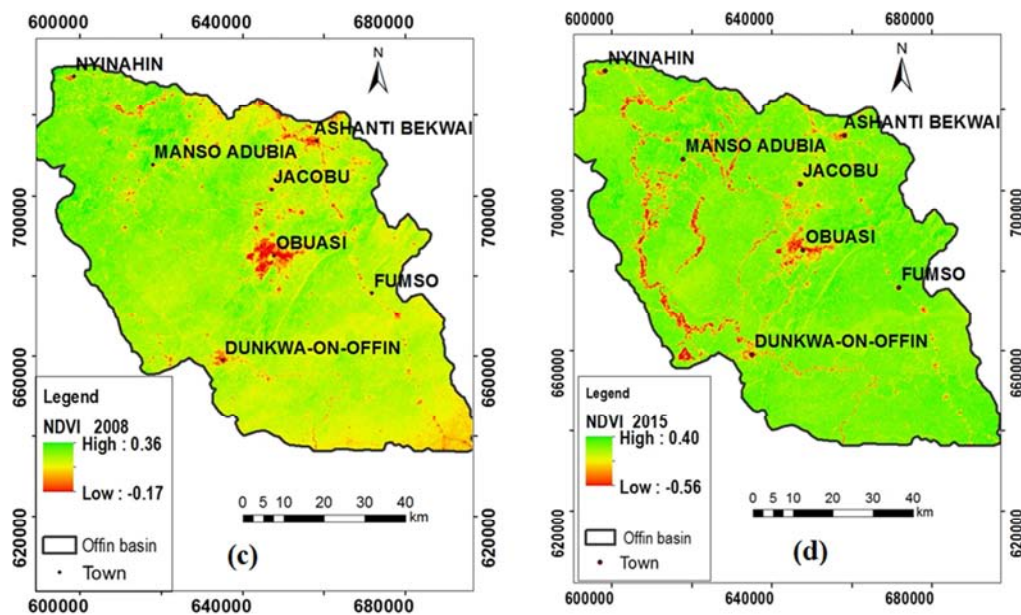 600000 640000 680000
N
NYINAHIN
ASHANTI BEKWAI
MANSO ADUBIA
JACOBU
OBUASI
FUMSO
DUNKWA-ON-OFFIN
700000
660000
620000
700000
660000
620000
Legend
NDVI 2008
High : 0.36
Low : -0.17
Offin basin
Town
0 5 10 20 30 40
km
(c)
600000 640000 680000
600000 640000 680000
N
NYINAHIN
ASHANTI BEKWAI
MANSO ADUBIA
JACOBU
OBUASI
FUMSO
DUNKWA-ON-OFFIN
700000
660000
620000
700000
660000
620000
Legend
NDVI 2015
High : 0.40
Low : -0.56
Offin basin
Town
0 5 10 20 30 40
km
(d)
600000 640000 680000